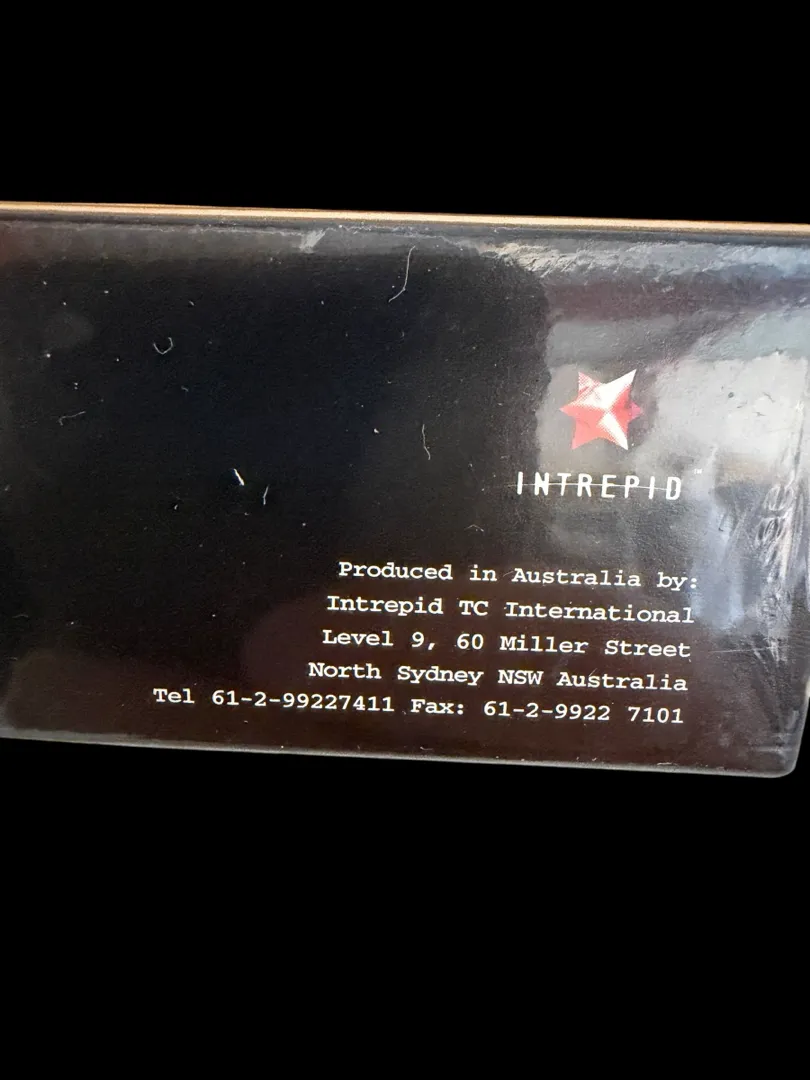 INTREPID™
Produced in Australia by:
Intrepid TC International
Level 9, 60 Miller Street
North Sydney NSW Australia
Tel 61-2-99227411 Fax: 61-2-9922 7101